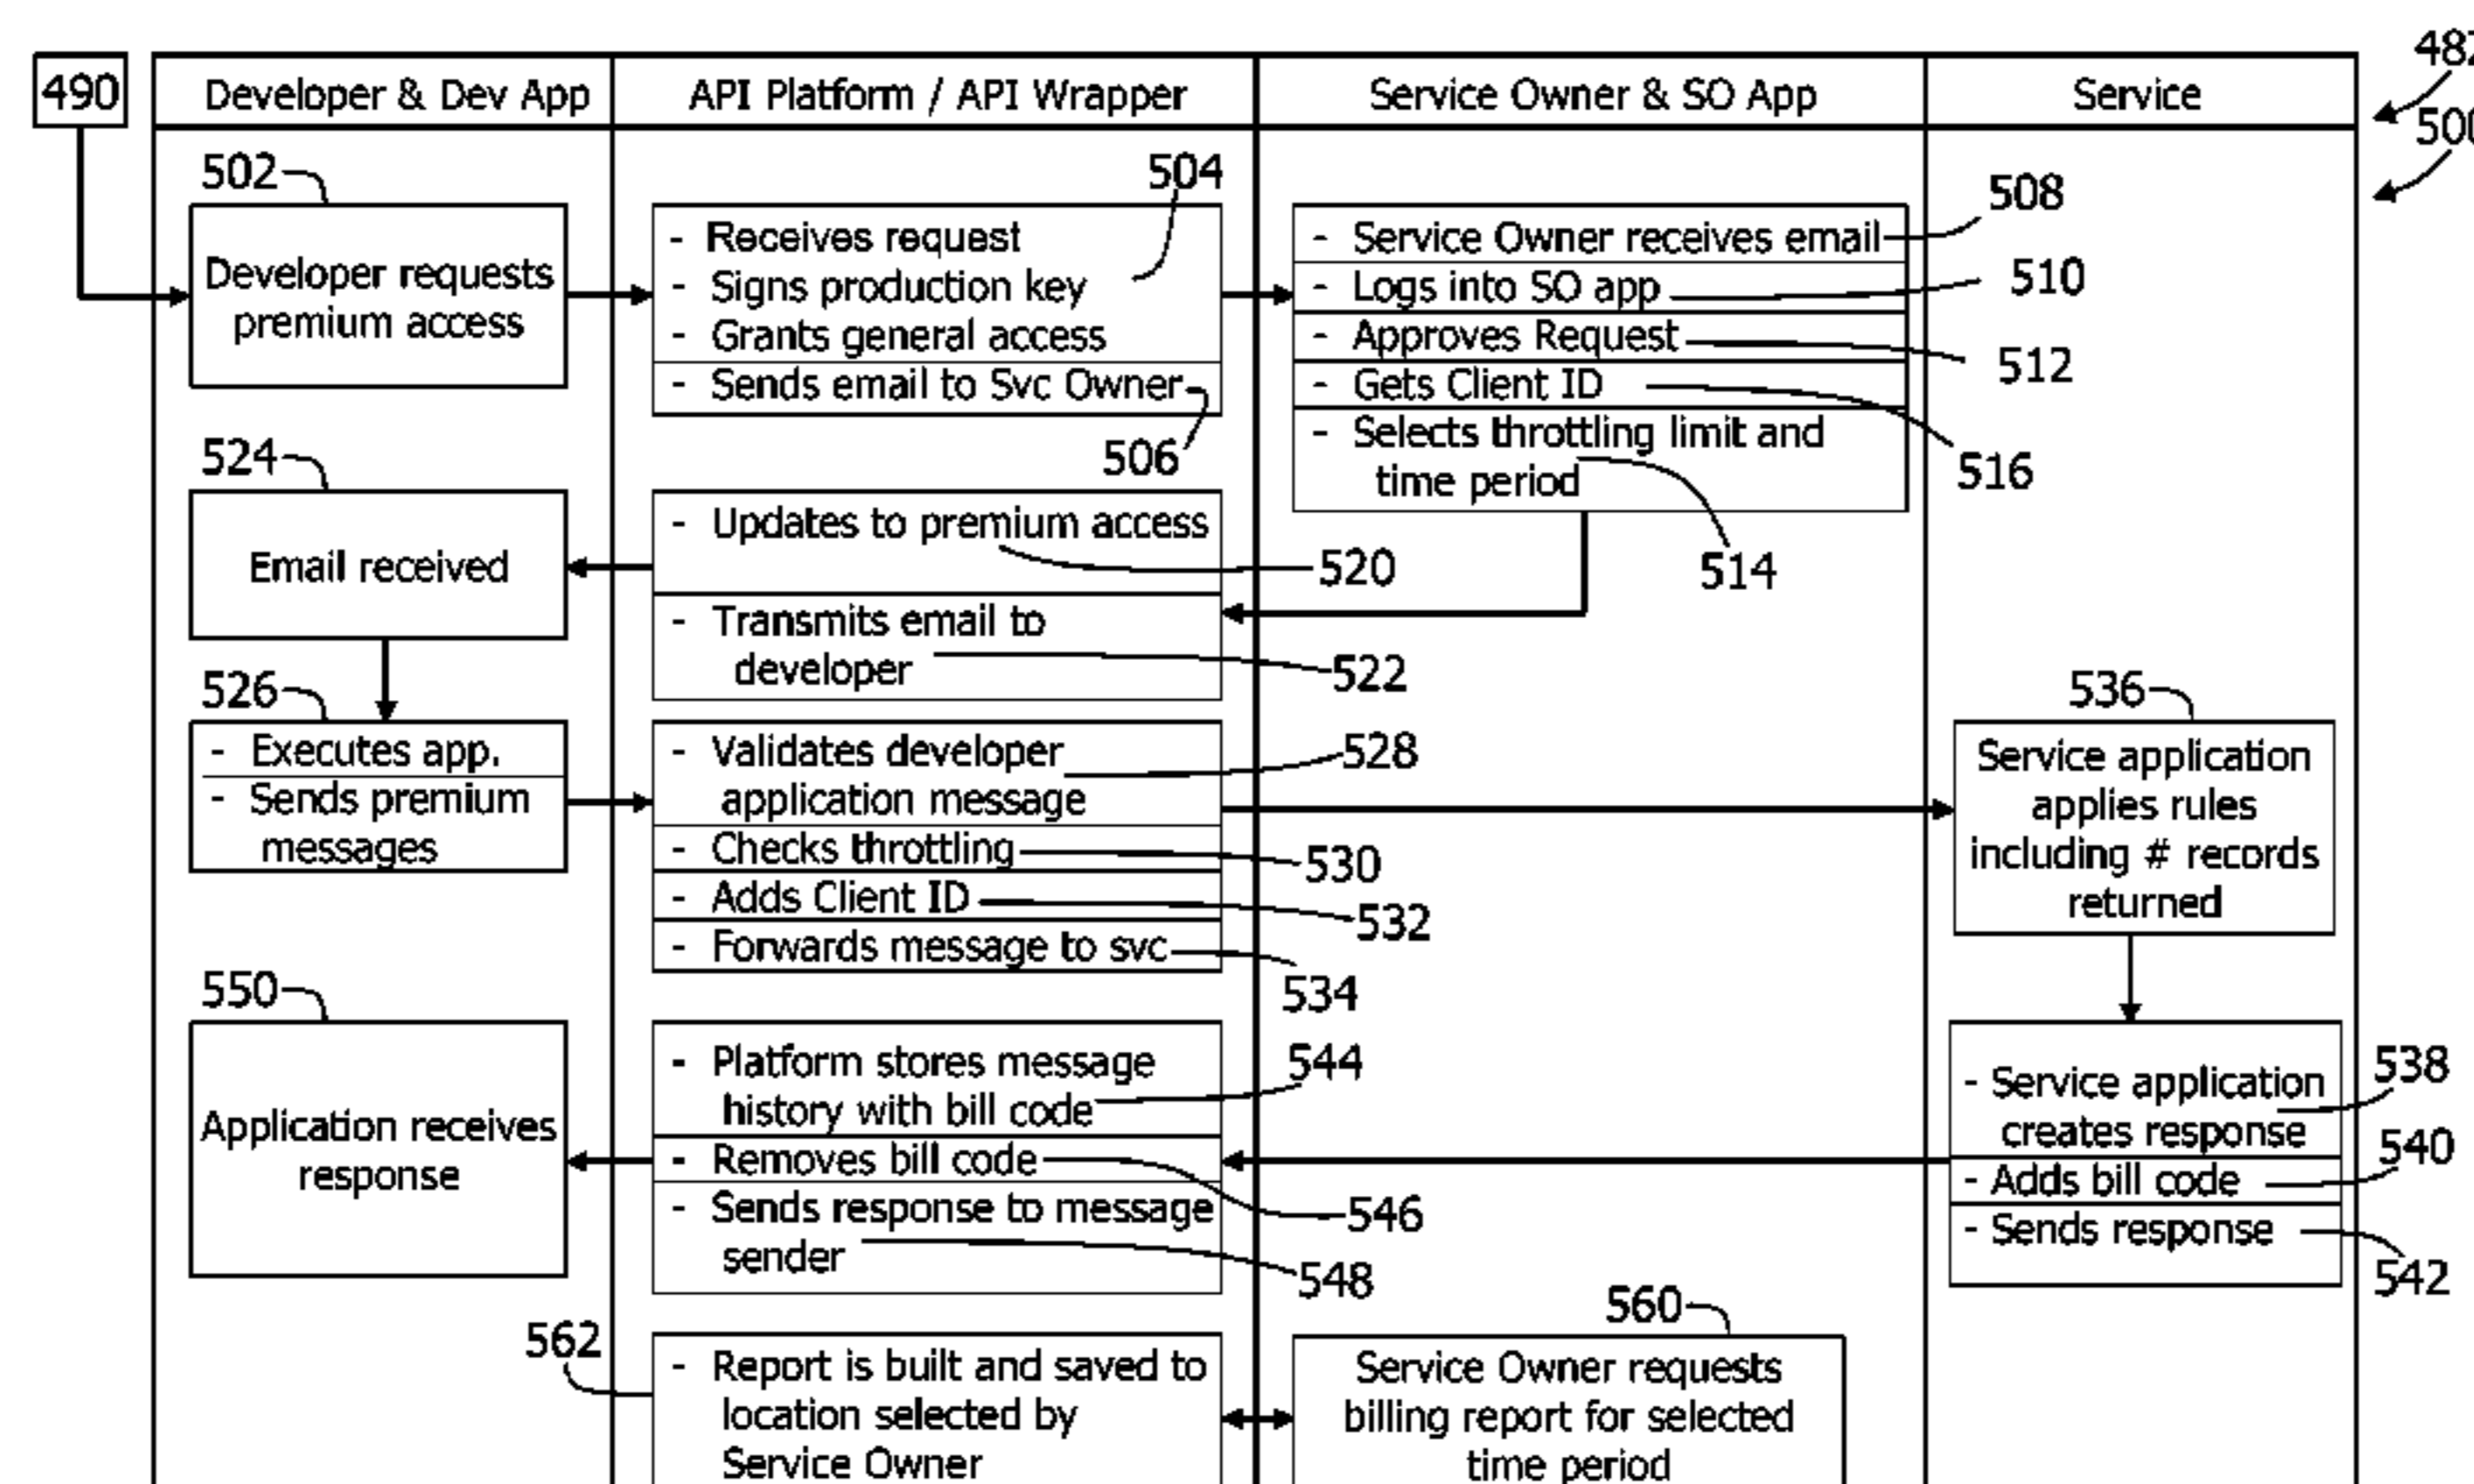 490
Developer & Dev App
API Platform / API Wrapper
Service Owner & SO App
Service
502
Developer requests
premium access
504
- Receives request
- Signs production key
- Grants general access
- Sends email to Svc Owner
506
508
- Service Owner receives email
510
- Logs into SO app
- Approves Request
512
- Gets Client ID
516
- Selects throttling limit and
time period
514
524
Email received
- Updates to premium access
520
- Transmits email to
developer
522
526
- Executes app.
- Sends premium
messages
- Validates developer
application message
528
- Checks throttling
530
- Adds Client ID
532
- Forwards message to svc
534
536
Service application
applies rules
including # records
returned
538
- Service application
creates response
540
- Adds bill code
- Sends response
542
- Platform stores message
history with bill code
544
- Removes bill code
546
- Sends response to message
sender
548
550
Application receives
response
560
Service Owner requests
billing report for selected
time period
562
- Report is built and saved to
location selected by
Service Owner